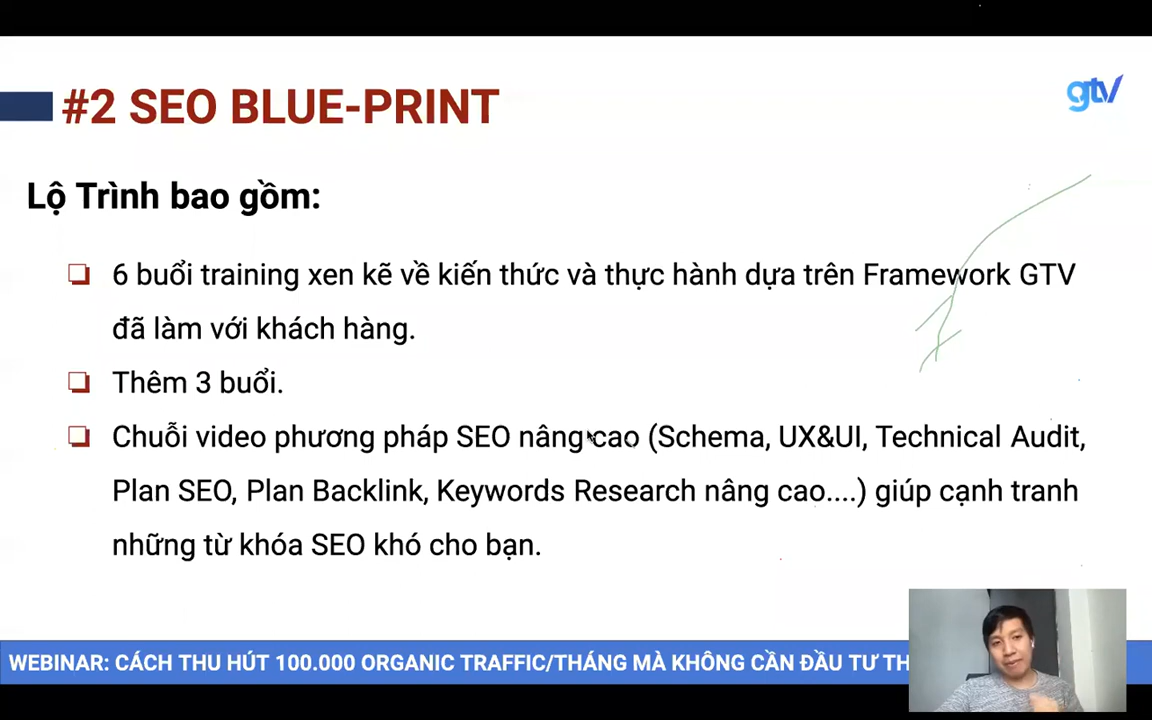 #2 SEO BLUE-PRINT
gtv
Lộ Trình bao gồm:
6 buổi training xen kẽ về kiến thức và thực hành dựa trên Framework GTV
đã làm với khách hàng.
Thêm 3 buổi.
Chuỗi video phương pháp SEO nâng cao (Schema, UX&UI, Technical Audit,
Plan SEO, Plan Backlink, Keywords Research nâng cao....) giúp cạnh tranh
những từ khóa SEO khó cho bạn.
WEBINAR: CÁCH THU HÚT 100.000 ORGANIC TRAFFIC/THÁNG MÀ KHÔNG CẦN ĐẦU TƯ TH